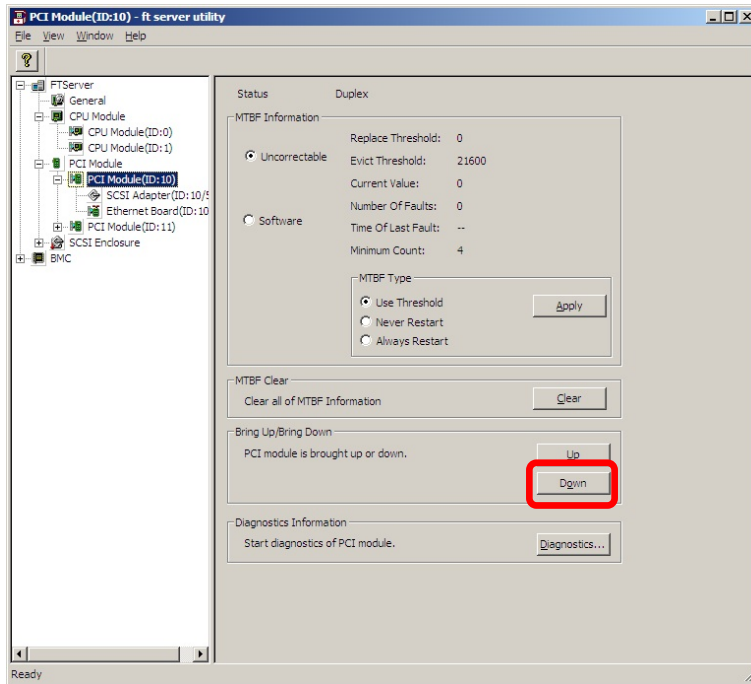 PCI Module(ID:10) - ft server utility
File View Window Help
FTServer
General
CPU Module
CPU Module(ID:0)
CPU Module(ID:1)
PCI Module
PCI Module(ID:10)
SCSI Adapter(ID:10/5
Ethernet Board(ID:10
PCI Module(ID:11)
SCSI Enclosure
BMC
Status Duplex
MTBF Information
Uncorrectable
Software
Replace Threshold: 0
Evict Threshold: 21600
Current Value: 0
Number Of Faults: 0
Time Of Last Fault: --
Minimum Count: 4
MTBF Type
Use Threshold
Never Restart
Always Restart
Apply
MTBF Clear
Clear all of MTBF Information
Clear
Bring Up/Bring Down
PCI module is brought up or down.
Up
Down
Diagnostics Information
Start diagnostics of PCI module.
Diagnostics...
Ready